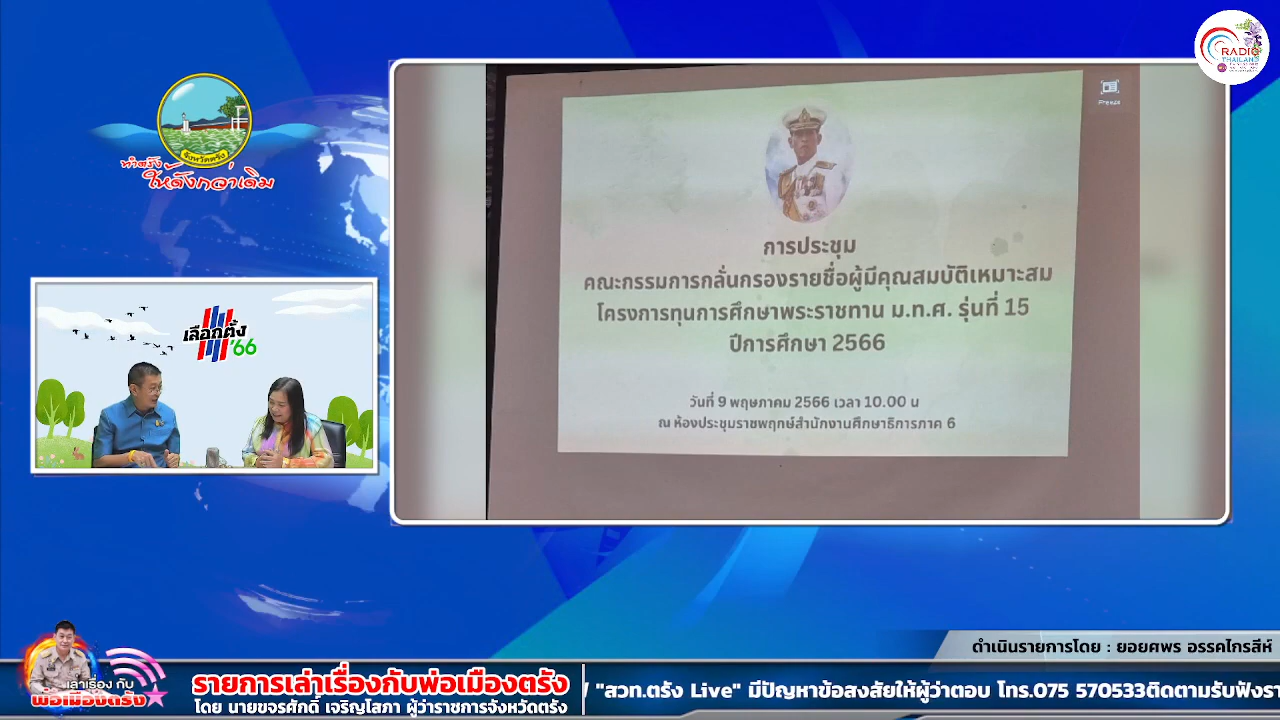 RADIO
THAILAND
จังหวัดตรัง
ทำตรัง
ให้ดังกว่าเดิม
Freeze
การประชุม
คณะกรรมการกลั่นกรองรายชื่อผู้มีคุณสมบัติเหมาะสม
โครงการทุนการศึกษาพระราชทาน ม.ท.ศ. รุ่นที่ 15
ปีการศึกษา 2566
วันที่ 9 พฤษภาคม 2566 เวลา 10.00 น
ณ ห้องประชุมราชพฤกษ์สำนักงานศึกษาธิการภาค 6
เลือกตั้ง
'66
ดำเนินรายการโดย : ยอยศพร อรรคไกรสีห์
เล่าเรื่อง กับ
พ่อเมืองตรัง
รายการเล่าเรื่องกับพ่อเมืองตรัง
โดย นายขจรศักดิ์ เจริญโสภา ผู้ว่าราชการจังหวัดตรัง
/ "สวท.ตรัง Live" มีปัญหาข้อสงสัยให้ผู้ว่าตอบ โทร.075 570533ติดตามรับฟังรา